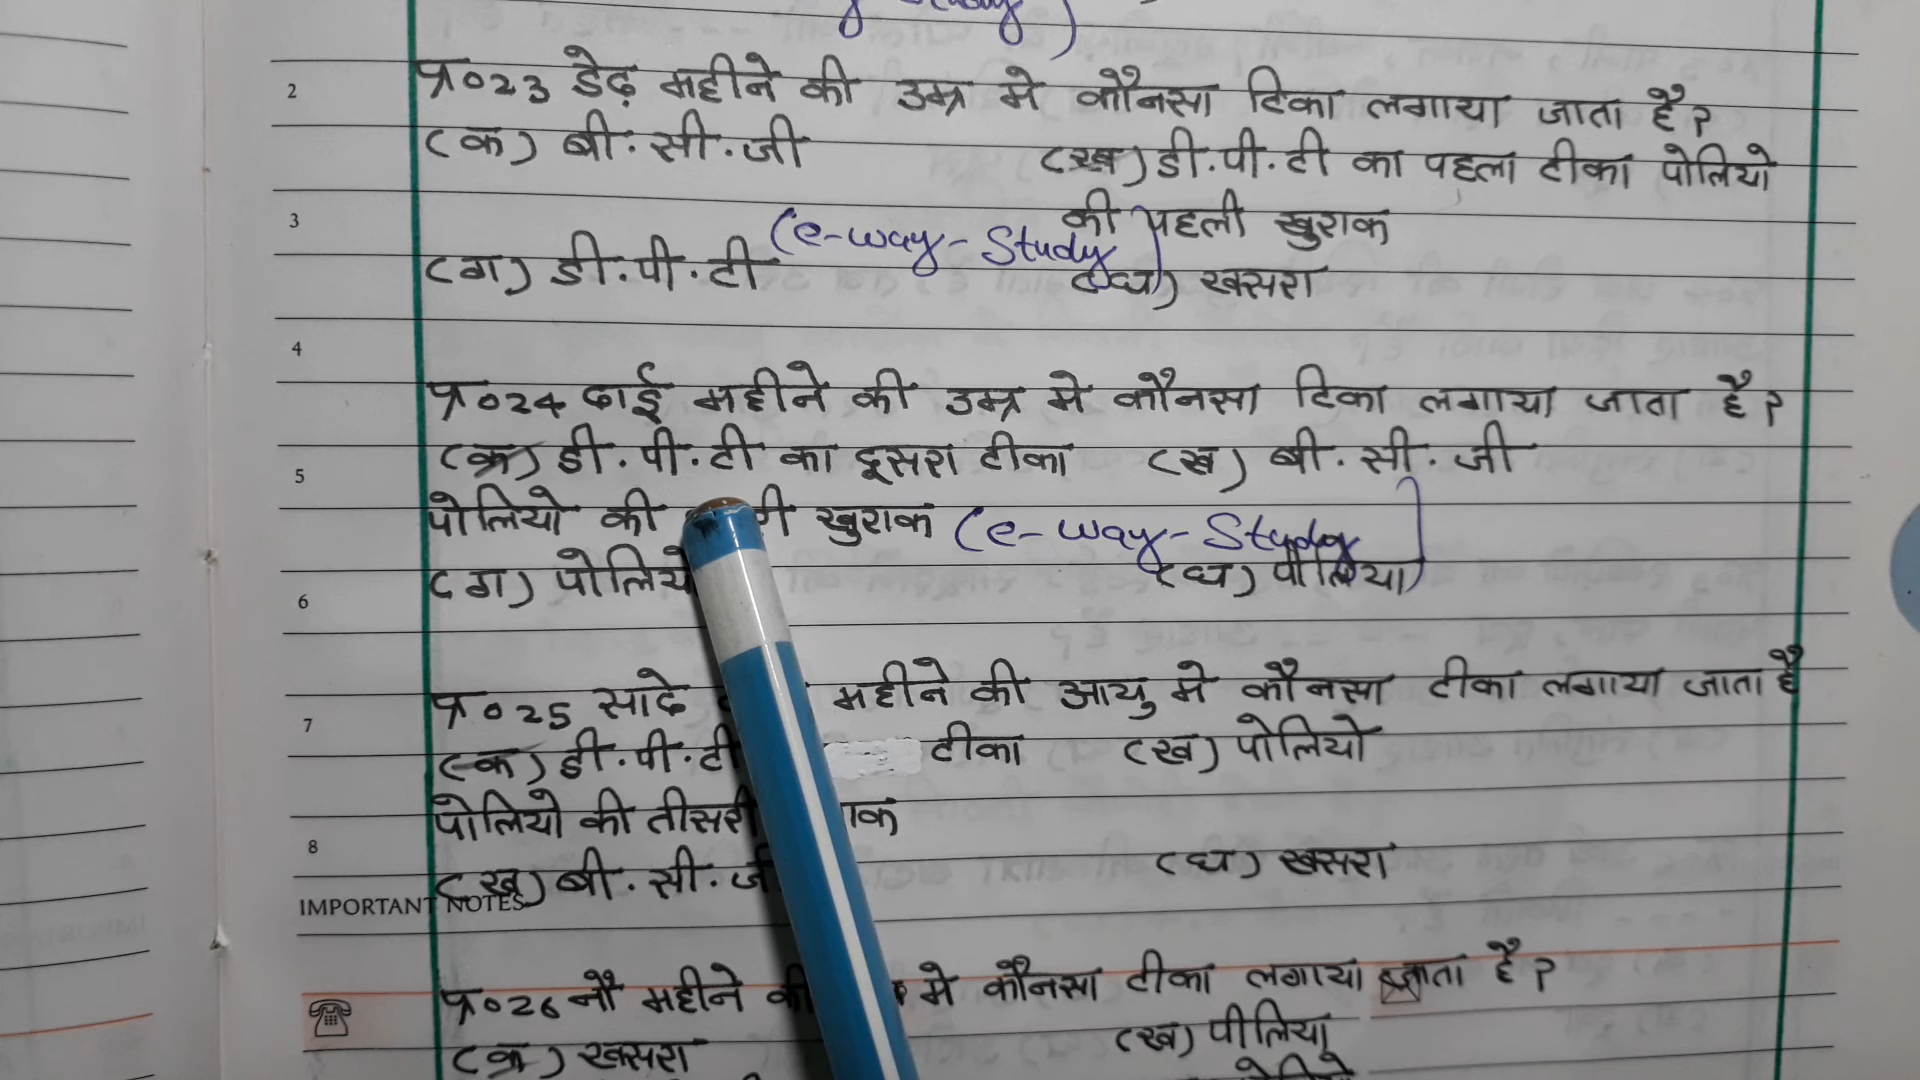 2 प्र०23 डेढ़ महीने की उम्र मे कौनसा टिका लगाया जाता है?
(क) बी.सी.जी (ख) डी.पी.टी का पहला टीका पोलियो
3 की पहली खुराक
(e-way-Study)
(ग) डी.पी.टी (घ) खसरा
4
प्र०24 ढाई महीने की उम्र मे कौनसा टिका लगाया जाता है?
5 (क) डी.पी.टी का दूसरा टीका (ख) बी.सी.जी
पोलियो की खुराक (e-way-Study)
6 (ग) पोलियो (घ) पीलिया
7 प्र०25 साढे महीने की आयु मे कौनसा टीका लगाया जाता है
(क) डी.पी.टी टीका (ख) पोलियो
8 पोलियो की तीसरी
(ख) बी.सी.जी (घ) खसरा
IMPORTANT NOTES
प्र०26 नौ महीने की मे कौनसा टीका लगाया जाता है?
(क) खसरा (ख) पीलिया